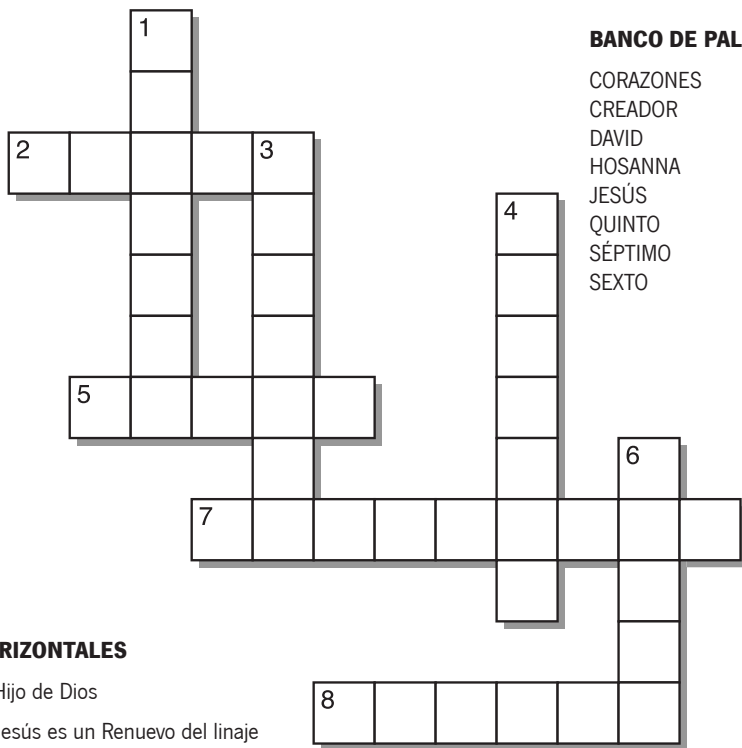 1
BANCO DE PAL
CORAZONES
CREADOR
DAVID
HOSANNA
JESÚS
QUINTO
SÉPTIMO
SEXTO
2
3
4
5
6
7
8
RIZONTALES
Hijo de Dios
esús es un Renuevo del linaje